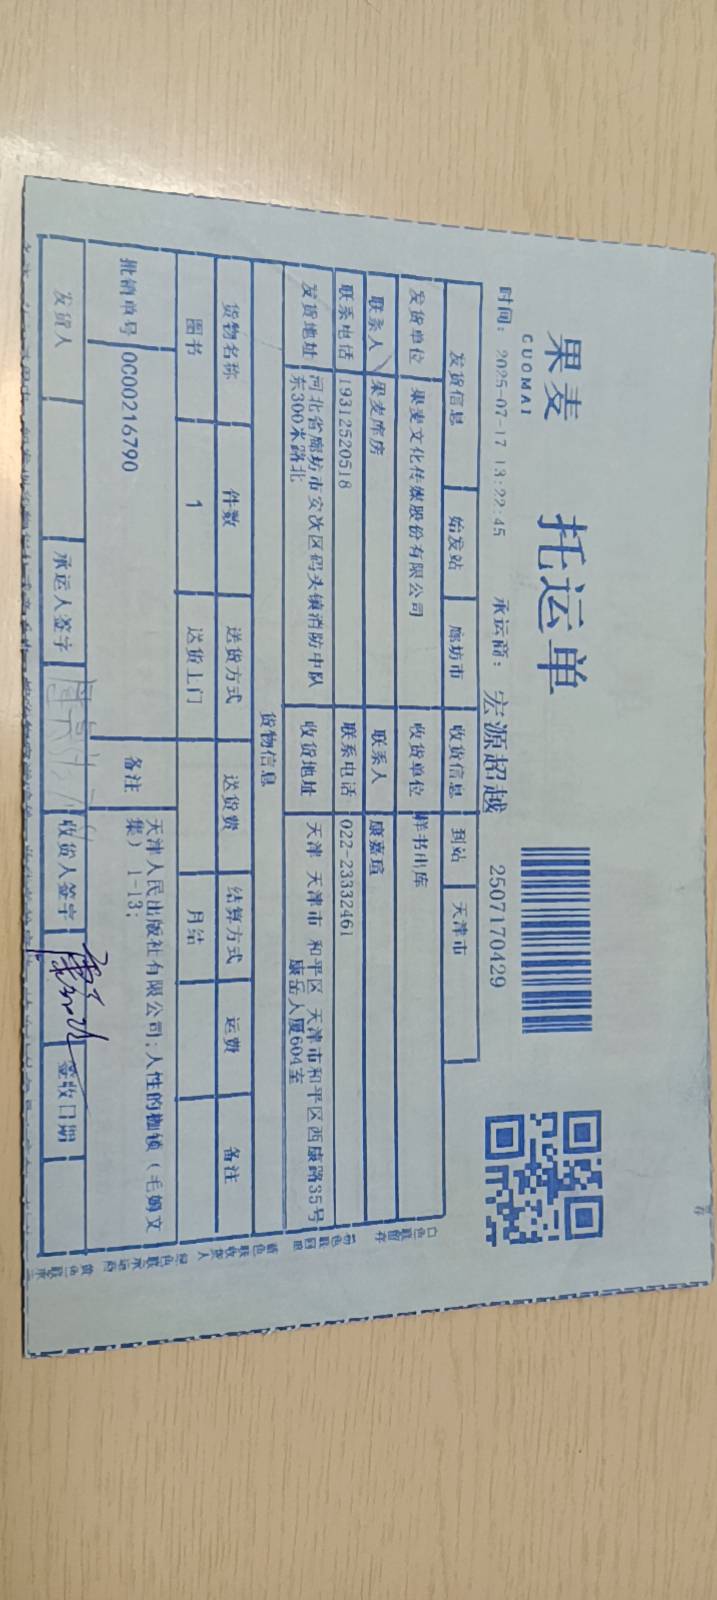 果麦
GUOMAI
托运单
时间: 2025-07-17 13:22:45 承运商: 宏源超越 2507170429
发货信息 始发站 廊坊市 收货信息 到站 天津市
发货单位 果麦文化传媒股份有限公司 收货单位 样书出库
联系人 果麦库房 联系人 康嘉瑄
联系电话 19312520518 联系电话 022-23332461
发货地址 河北省廊坊市安次区码头镇消防中队 收货地址 天津 天津市 和平区 天津市和平区西康路35号
东300米路北 康岳大厦604室
货物信息
货物名称 件数 送货方式 送货费 结算方式 运费 备注
图书 1 送货上门 月结
批销单号 0C00216790 备注 天津人民出版社有限公司:人性的枷锁(毛姆文
集) 1-13;
发货人 承运人签字 收货人签字 签收日期